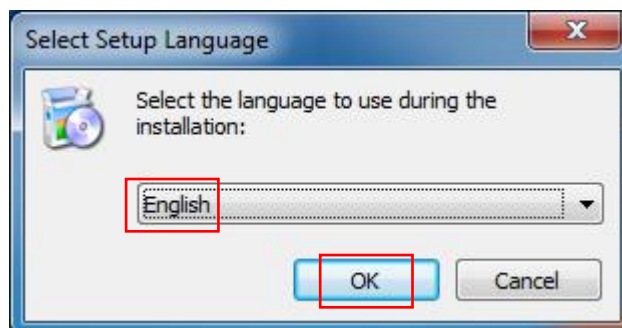 Select Setup Language
Select the language to use during the
installation:
English
OK
Cancel